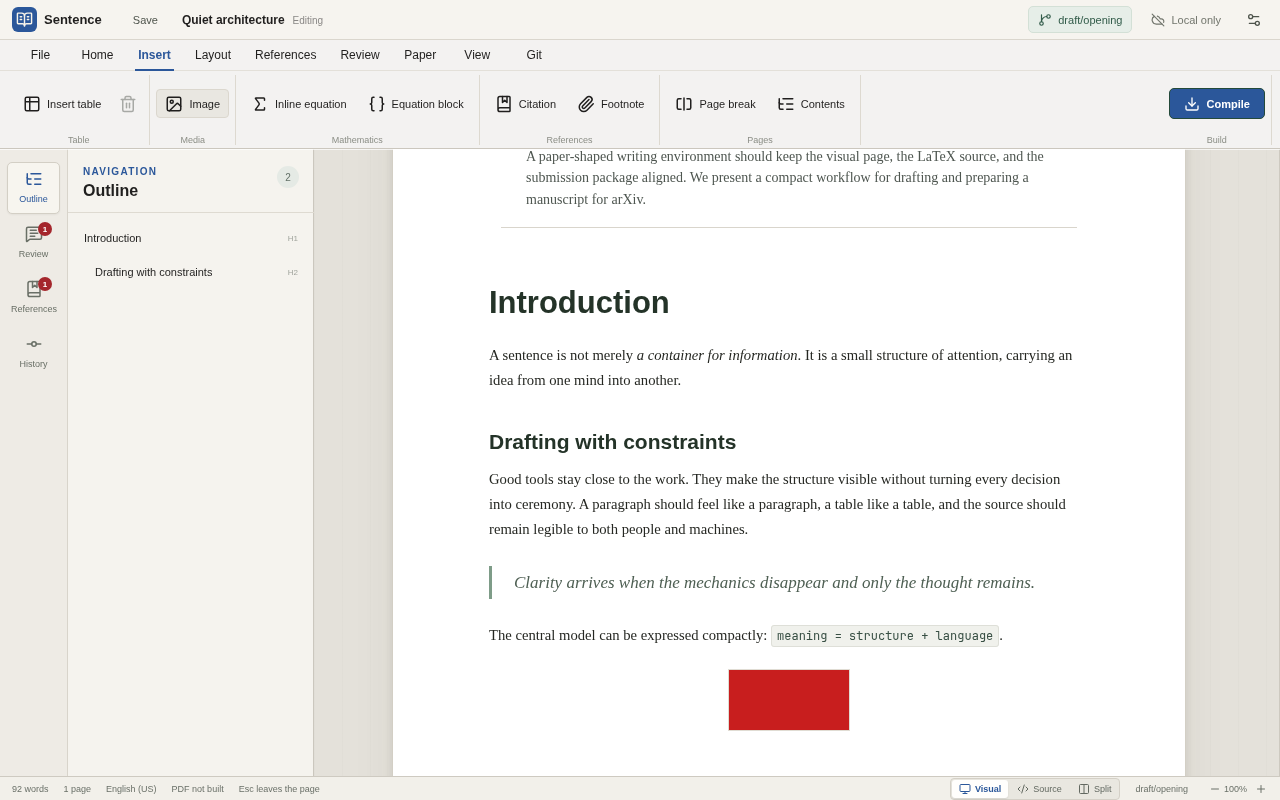 Sentence Save Quiet architecture Editing draft/opening Local only
File Home Insert Layout References Review Paper View Git
Insert table Image Inline equation Equation block Citation Footnote Page break Contents Compile
Table Media Mathematics References Pages Build
Outline
1
Review
1
References
History
NAVIGATION
Outline
2
Introduction H1
Drafting with constraints H2
A paper-shaped writing environment should keep the visual page, the LaTeX source, and the
submission package aligned. We present a compact workflow for drafting and preparing a
manuscript for arXiv.
Introduction
A sentence is not merely a container for information. It is a small structure of attention, carrying an
idea from one mind into another.
Drafting with constraints
Good tools stay close to the work. They make the structure visible without turning every decision
into ceremony. A paragraph should feel like a paragraph, a table like a table, and the source should
remain legible to both people and machines.
Clarity arrives when the mechanics disappear and only the thought remains.
The central model can be expressed compactly: meaning = structure + language.
92 words 1 page English (US) PDF not built Esc leaves the page Visual Source Split draft/opening 100%